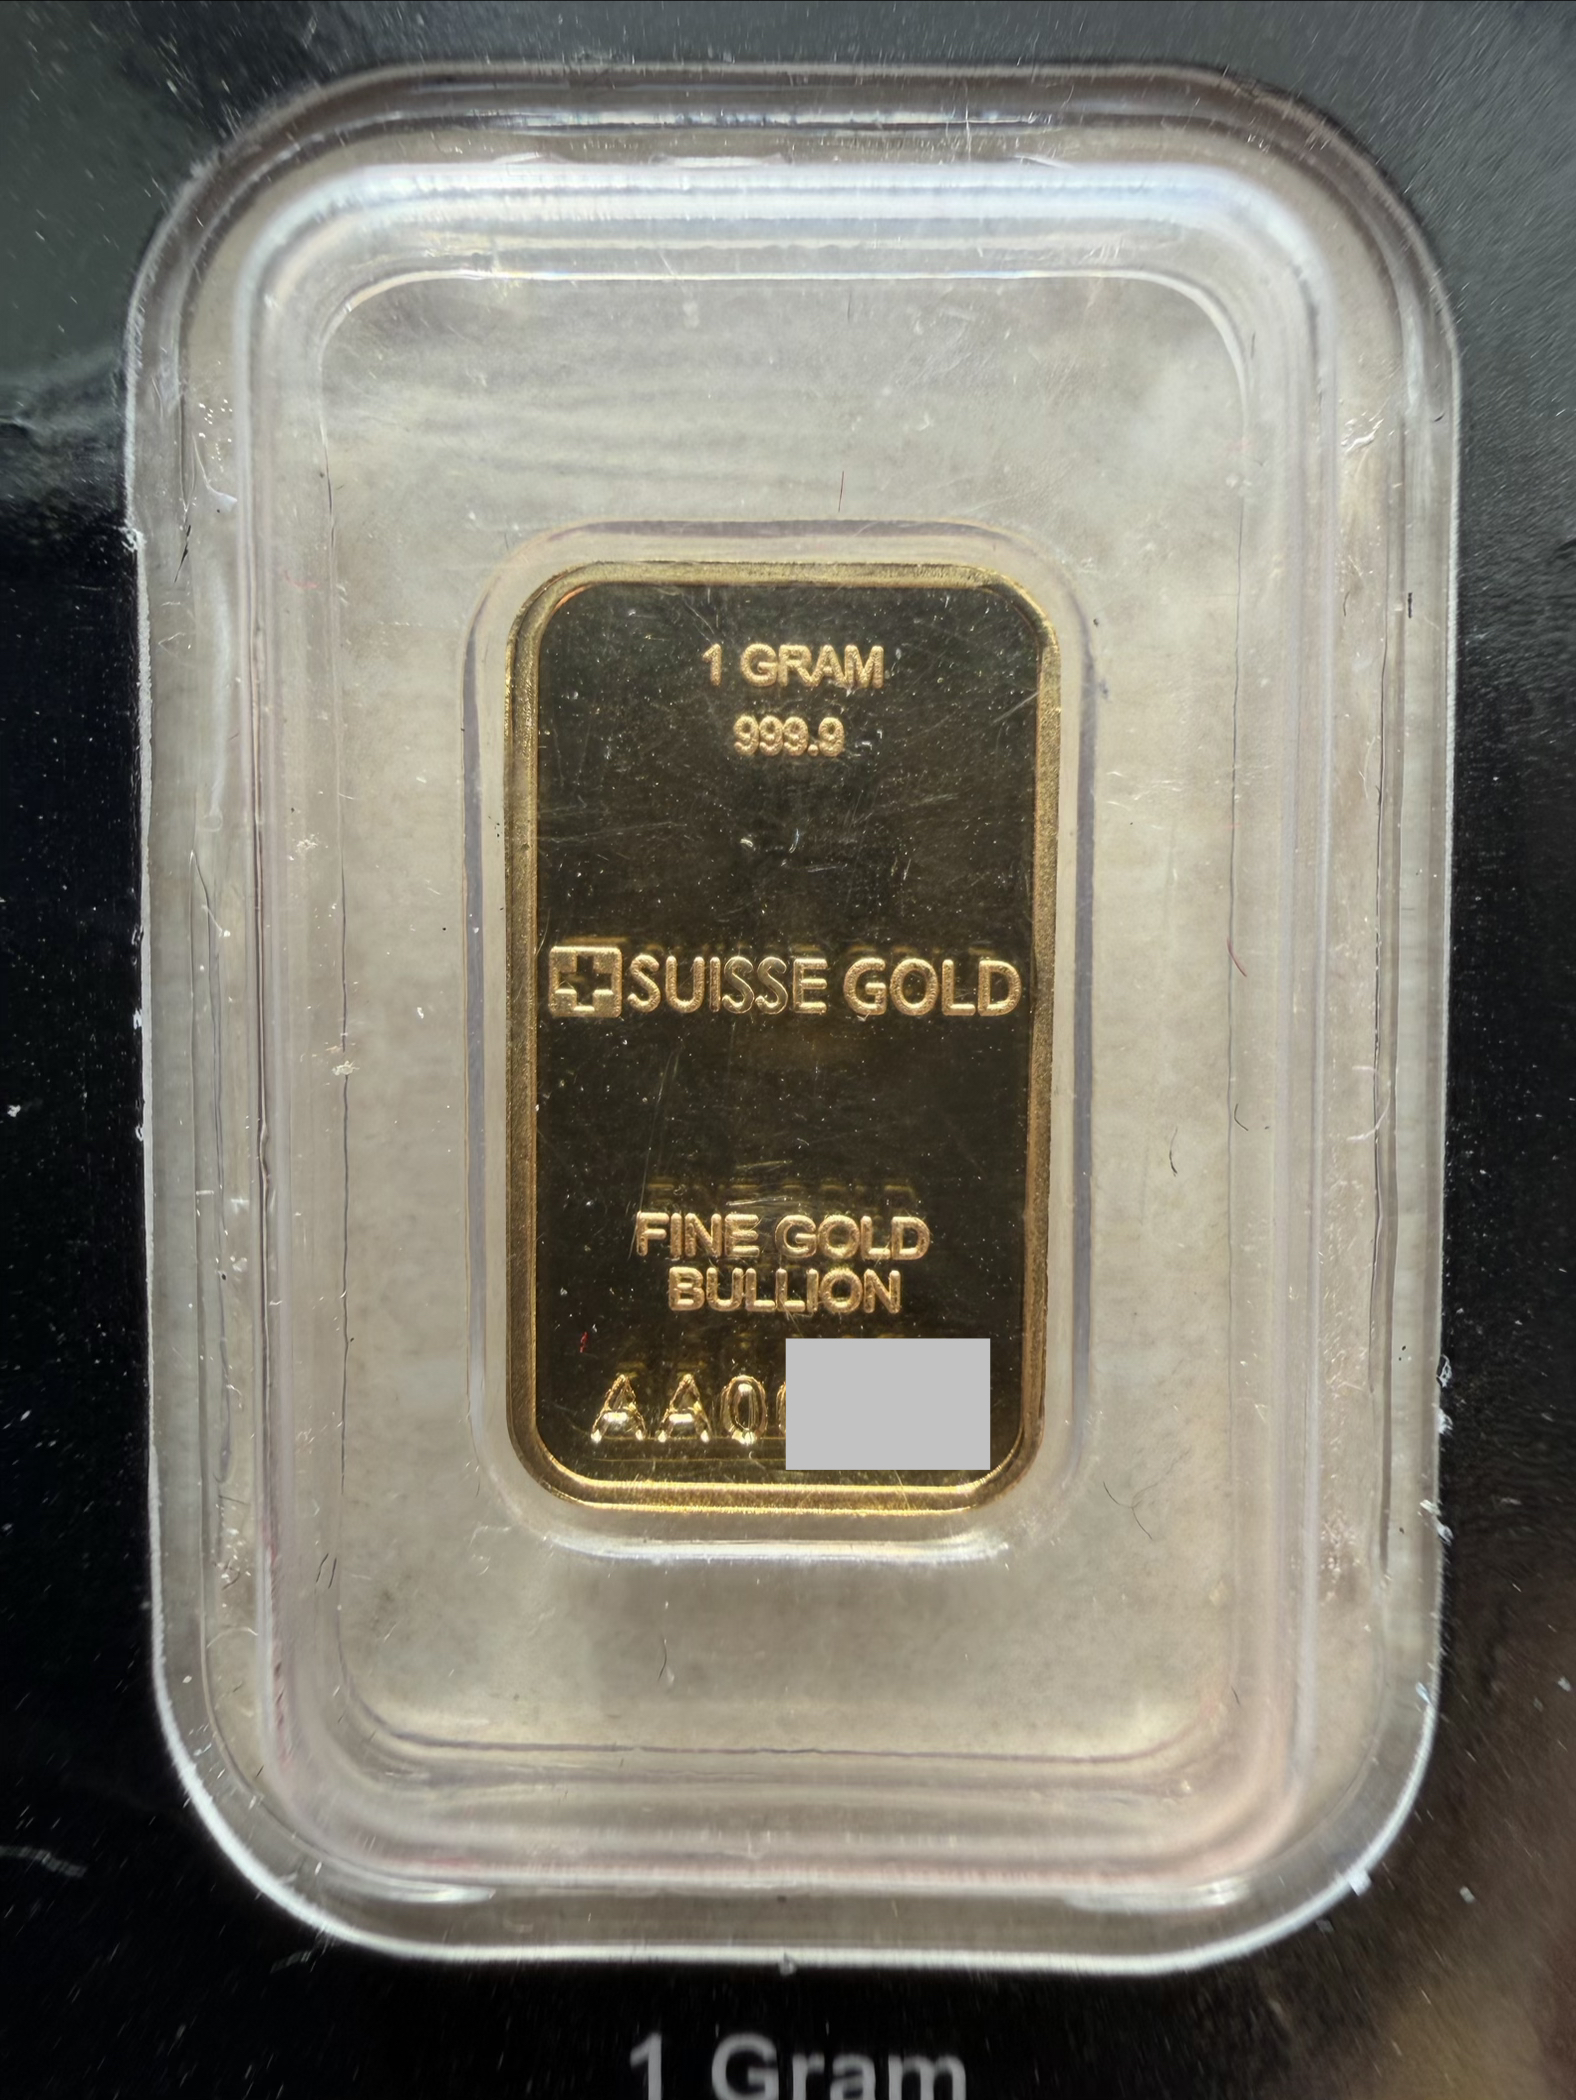 1 GRAM
999.9
SUISSE GOLD
FINE GOLD
BULLION
AA0
1 Gram